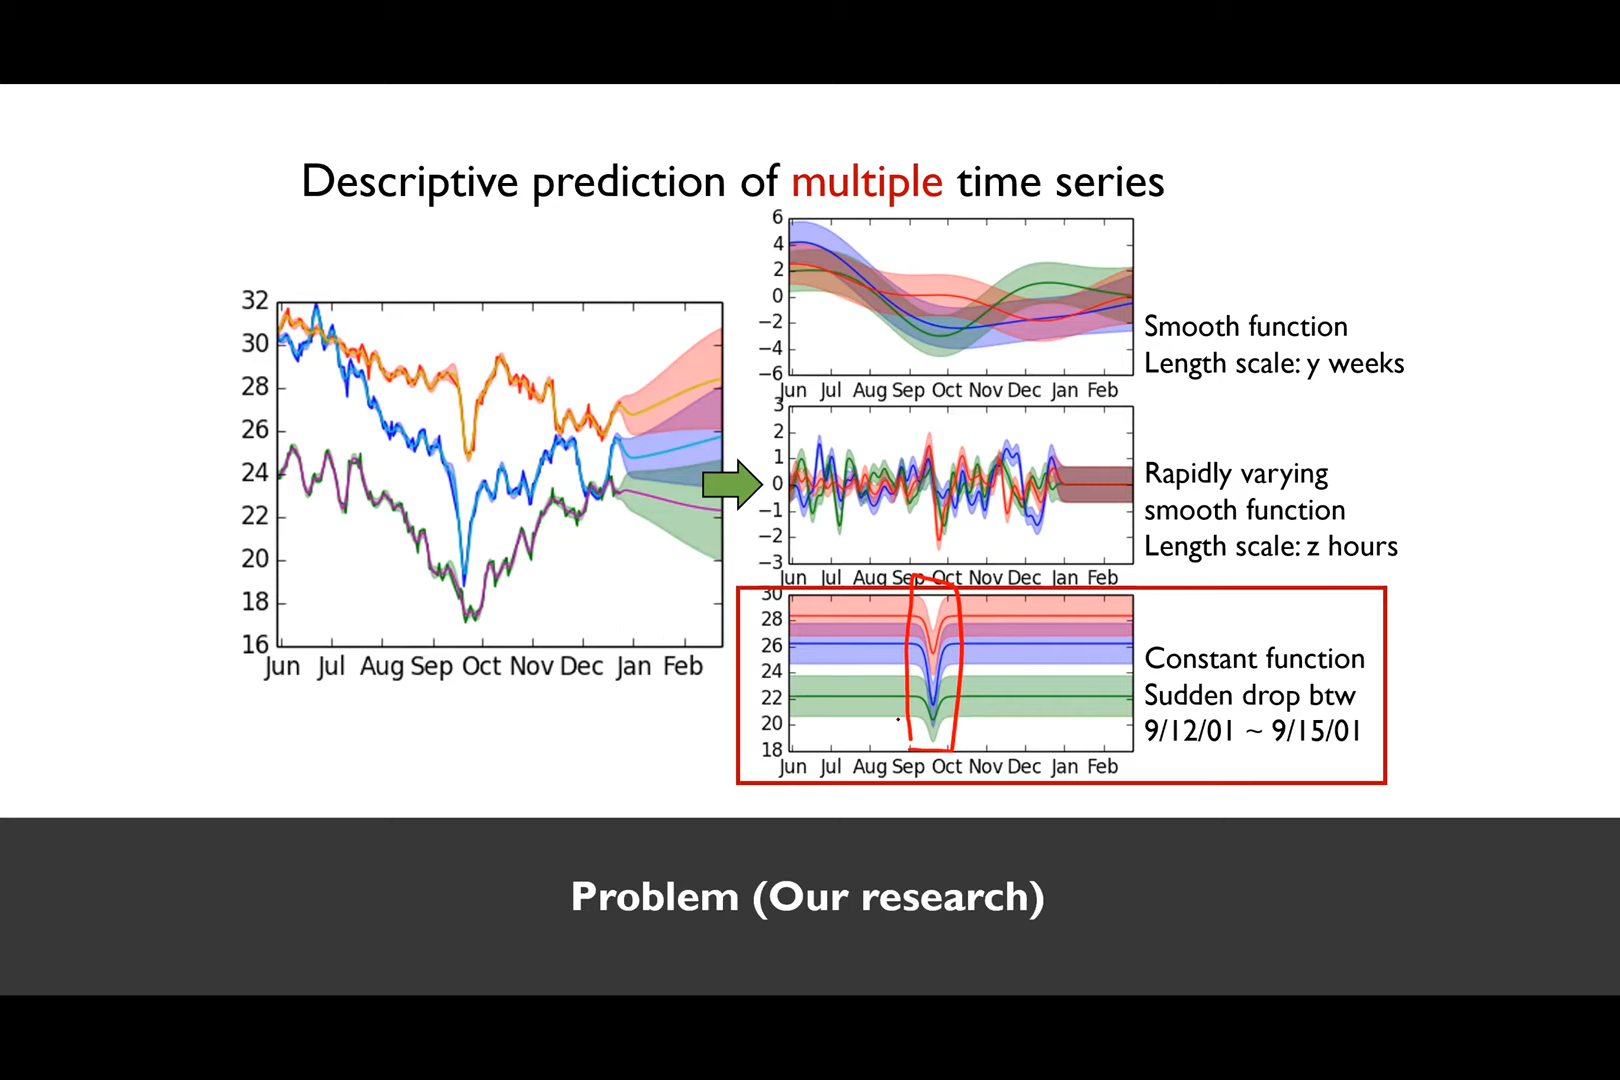 Descriptive prediction of multiple time series
32
30
28
26
24
22
20
18
16
Jun Jul Aug Sep Oct Nov Dec Jan Feb
6
4
2
0
−2
−4
−6
Jun Jul Aug Sep Oct Nov Dec Jan Feb
Smooth function
Length scale: y weeks
3
2
1
0
−1
−2
−3
Jun Jul Aug Sep Oct Nov Dec Jan Feb
Rapidly varying
smooth function
Length scale: z hours
30
28
26
24
22
20
18
Jun Jul Aug Sep Oct Nov Dec Jan Feb
Constant function
Sudden drop btw
9/12/01 ~ 9/15/01
Problem (Our research)